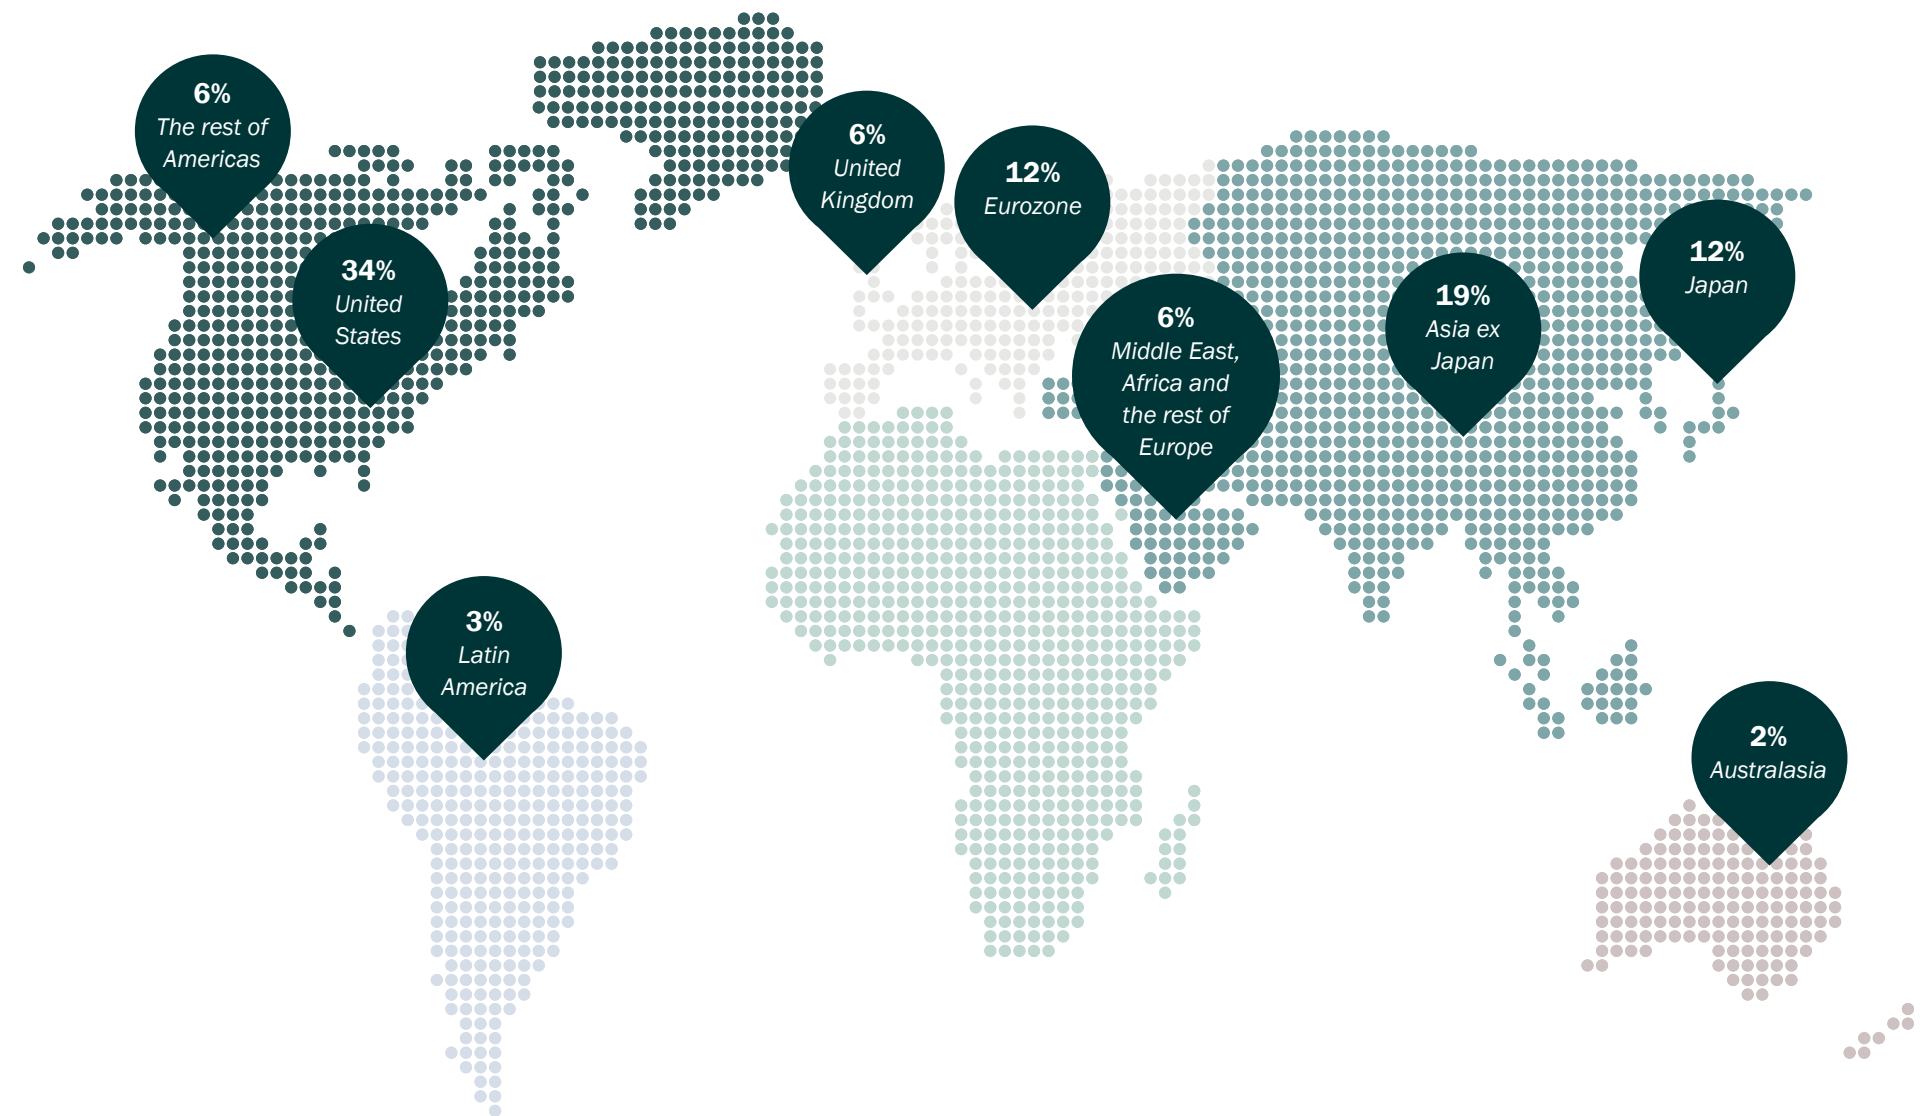 6%
The rest of
Americas
34%
United
States
3%
Latin
America
6%
United
Kingdom
12%
Eurozone
6%
Middle East,
Africa and
the rest of
Europe
19%
Asia ex
Japan
12%
Japan
2%
Australasia